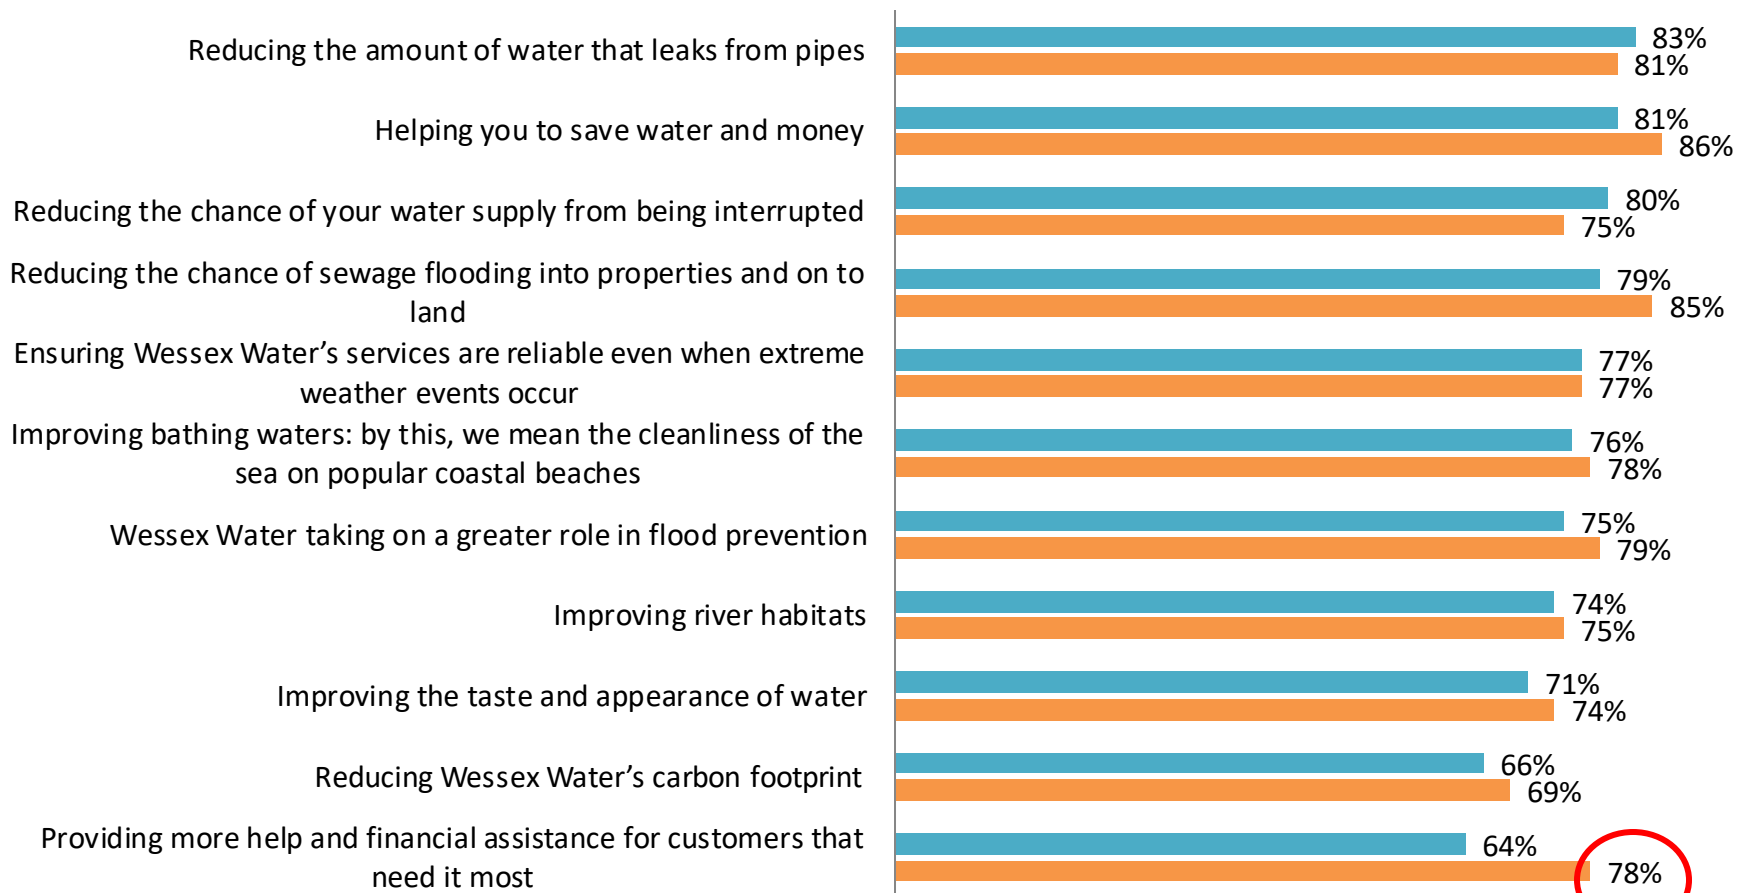 Reducing the amount of water that leaks from pipes
83%
81%
Helping you to save water and money
81%
86%
Reducing the chance of your water supply from being interrupted
80%
75%
Reducing the chance of sewage flooding into properties and on to
land
79%
85%
Ensuring Wessex Water’s services are reliable even when extreme
weather events occur
77%
77%
Improving bathing waters: by this, we mean the cleanliness of the
sea on popular coastal beaches
76%
78%
Wessex Water taking on a greater role in flood prevention
75%
79%
Improving river habitats
74%
75%
Improving the taste and appearance of water
71%
74%
Reducing Wessex Water’s carbon footprint
66%
69%
Providing more help and financial assistance for customers that
need it most
64%
78%